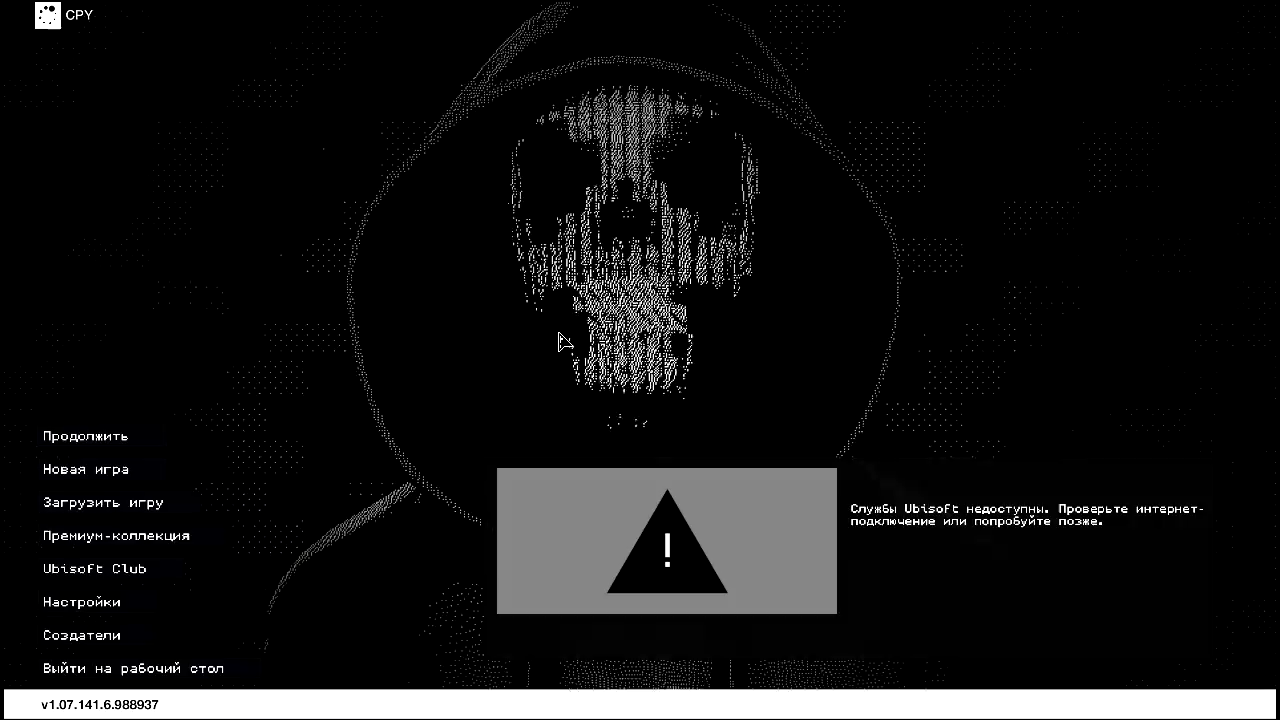 CPY
Продолжить
Новая игра
Загрузить игру
Премиум-коллекция
Ubisoft Club
Настройки
Создатели
Выйти на рабочий стол
!
Службы Ubisoft недоступны. Проверьте интернет-
подключение или попробуйте позже.
v1.07.141.6.988937